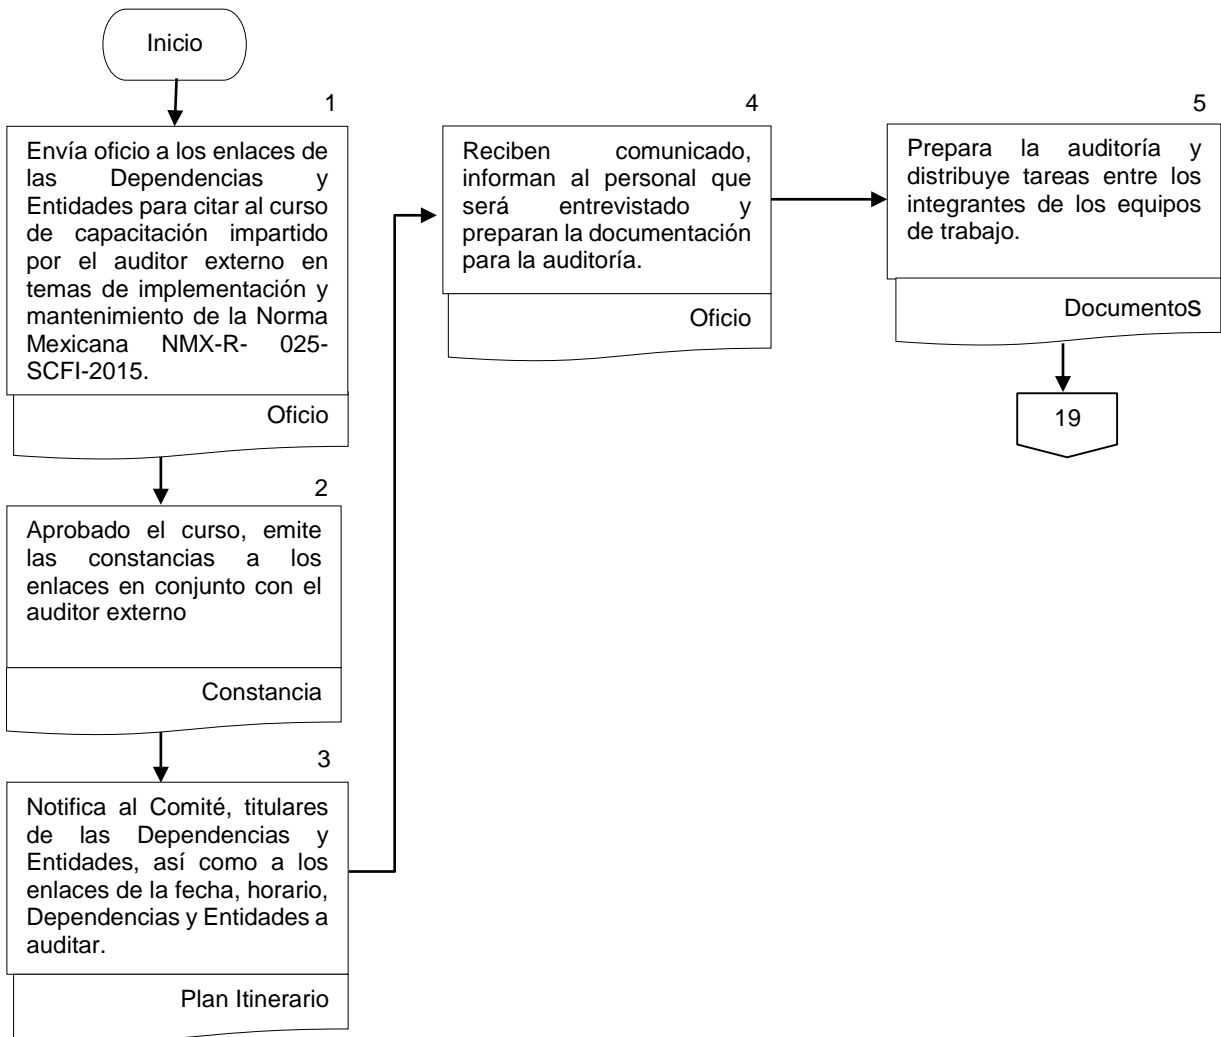 Inicio
1
Envía oficio a los enlaces de
las Dependencias y
Entidades para citar al curso
de capacitación impartido
por el auditor externo en
temas de implementación y
mantenimiento de la Norma
Mexicana NMX-R- 025-
SCFI-2015.
Oficio
2
Aprobado el curso, emite
las constancias a los
enlaces en conjunto con el
auditor externo
Constancia
3
Notifica al Comité, titulares
de las Dependencias y
Entidades, así como a los
enlaces de la fecha, horario,
Dependencias y Entidades a
auditar.
Plan Itinerario
4
Reciben comunicado,
informan al personal que
será entrevistado y
preparan la documentación
para la auditoría.
Oficio
5
Prepara la auditoría y
distribuye tareas entre los
integrantes de los equipos
de trabajo.
Documentos
19